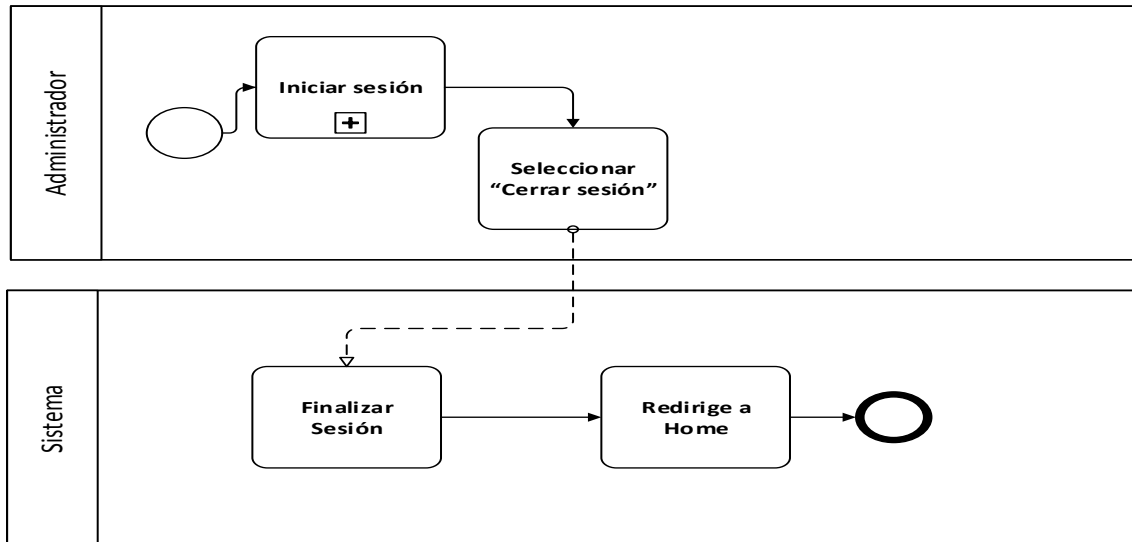 Administrador
Iniciar sesión
Seleccionar
“Cerrar sesión”
Sistema
Finalizar
Sesión
Redirige a
Home